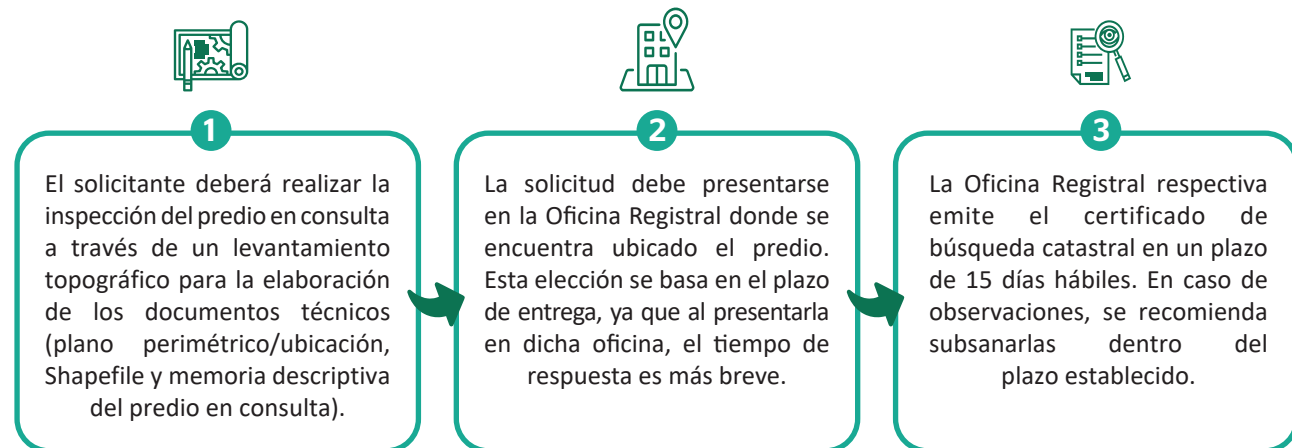 1
El solicitante deberá realizar la
inspección del predio en consulta
a través de un levantamiento
topográfico para la elaboración
de los documentos técnicos
(plano perimétrico/ubicación,
Shapefile y memoria descriptiva
del predio en consulta).
2
La solicitud debe presentarse
en la Oficina Registral donde se
encuentra ubicado el predio.
Esta elección se basa en el plazo
de entrega, ya que al presentarla
en dicha oficina, el tiempo de
respuesta es más breve.
3
La Oficina Registral respectiva
emite el certificado de
búsqueda catastral en un plazo
de 15 días hábiles. En caso de
observaciones, se recomienda
subsanarlas dentro del
plazo establecido.